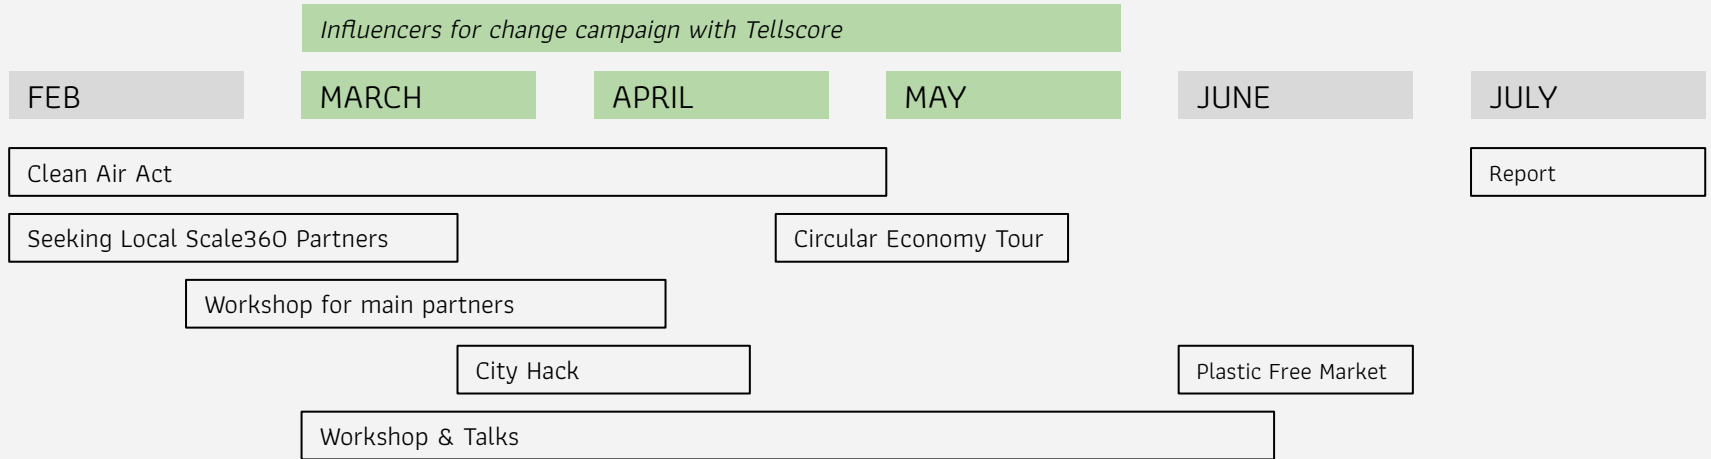 Influencers for change campaign with Tellscore
FEB
MARCH
APRIL
MAY
JUNE
JULY
Clean Air Act
Report
Seeking Local Scale360 Partners
Circular Economy Tour
Workshop for main partners
City Hack
Plastic Free Market
Workshop & Talks